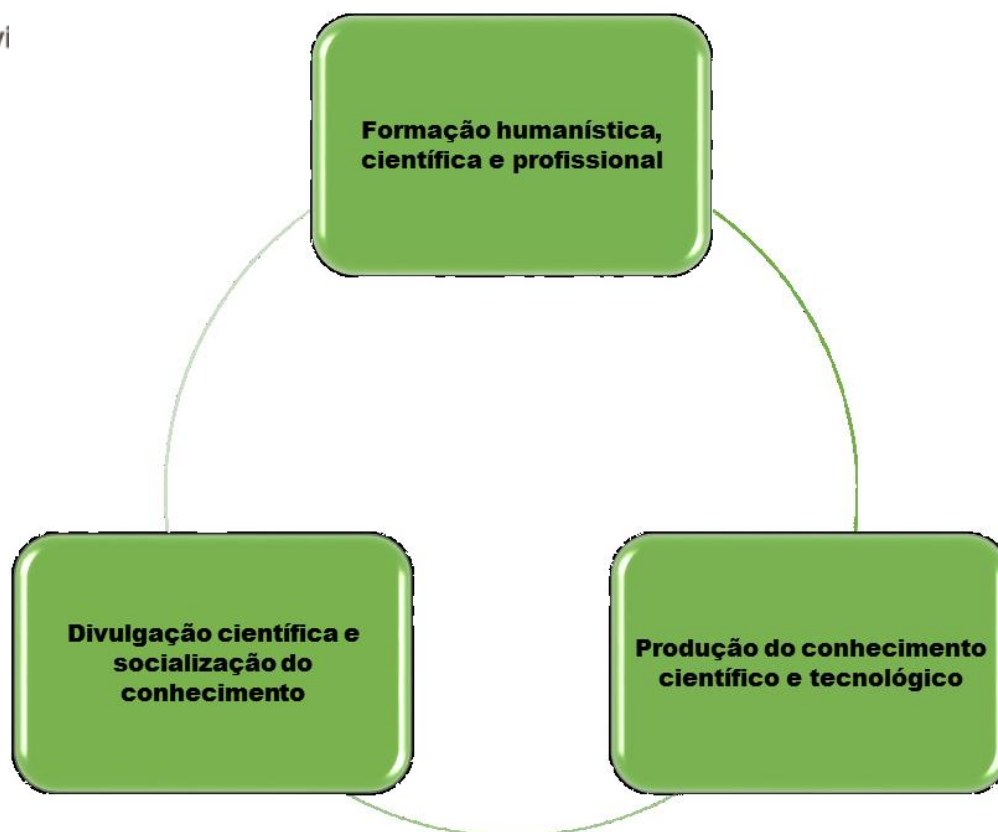 Formação humanística,
científica e profissional
Divulgação científica e
socialização do
conhecimento
Produção do conhecimento
científico e tecnológico